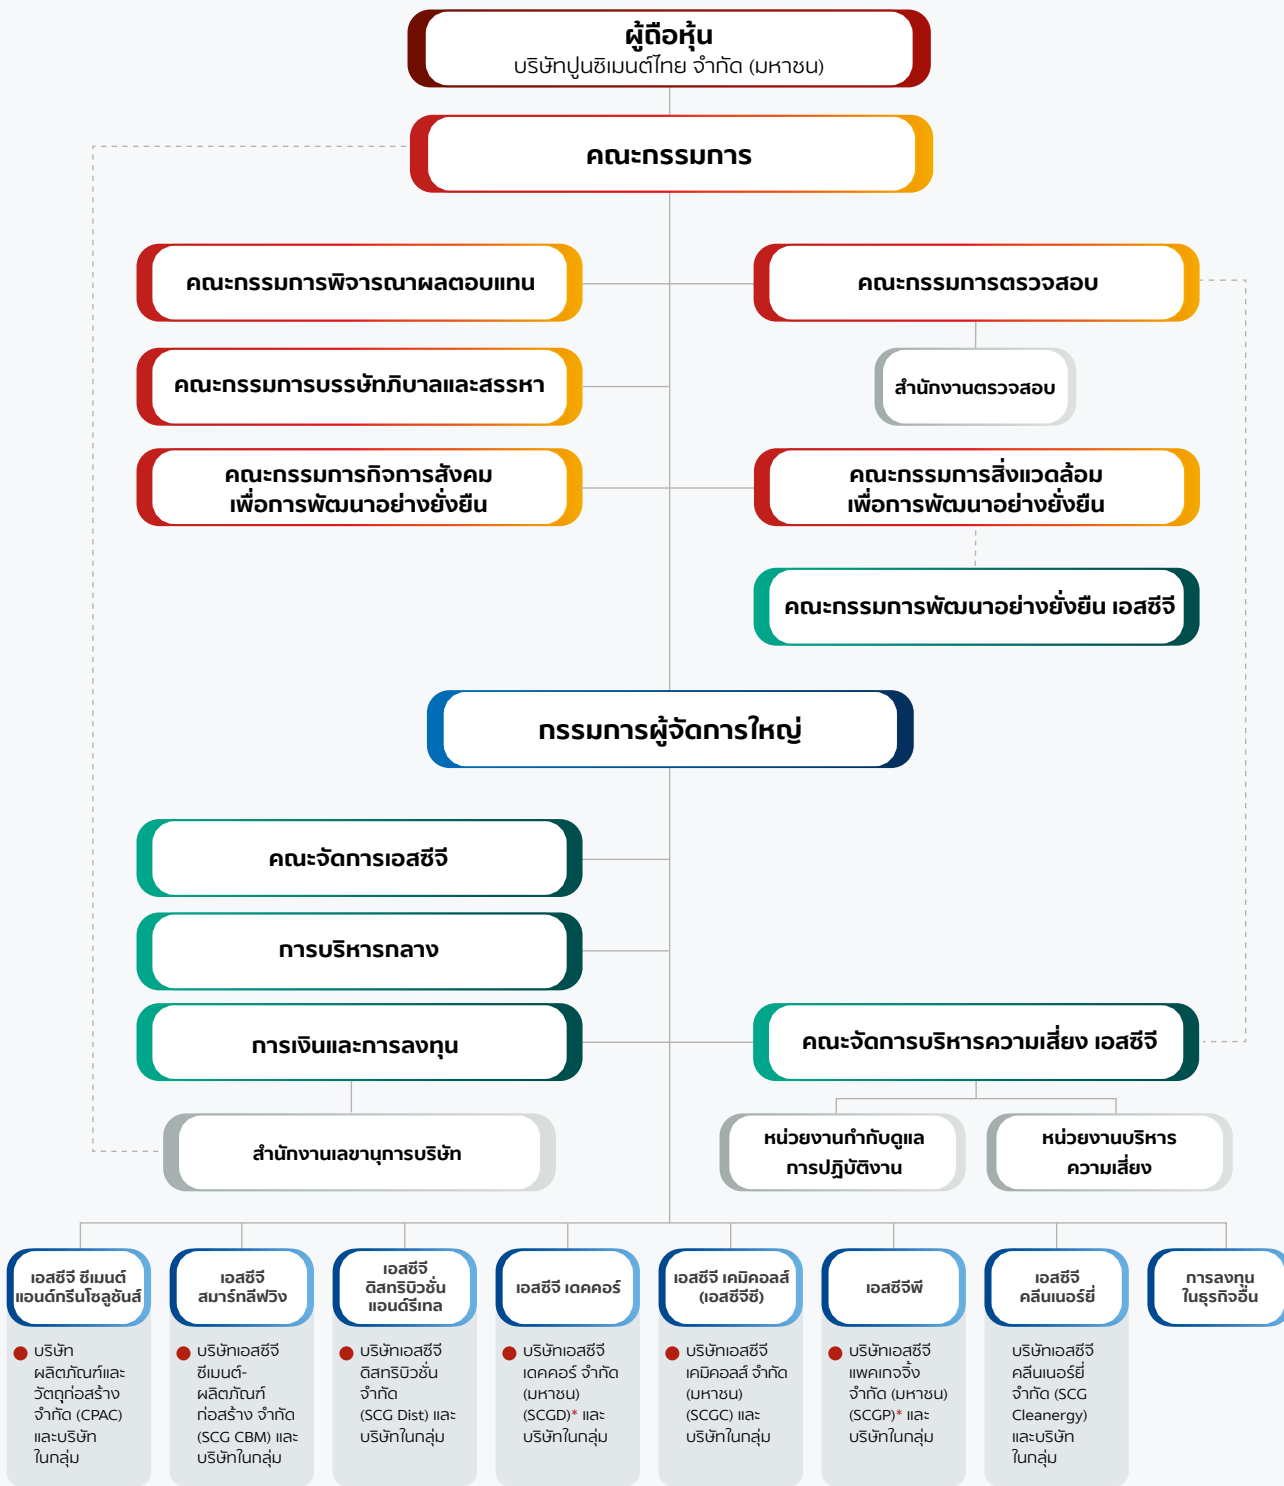 ผู้ถือหุ้น
บริษัทปูนซิเมนต์ไทย จำกัด (มหาชน)
คณะกรรมการ
คณะกรรมการพิจารณาผลตอบแทน
คณะกรรมการตรวจสอบ
คณะกรรมการบรรษัทภิบาลและสรรหา
สำนักงานตรวจสอบ
คณะกรรมการกิจการสังคม
เพื่อการพัฒนาอย่างยั่งยืน
คณะกรรมการสิ่งแวดล้อม
เพื่อการพัฒนาอย่างยั่งยืน
คณะกรรมการพัฒนาอย่างยั่งยืน เอสซีจี
กรรมการผู้จัดการใหญ่
คณะจัดการเอสซีจี
การบริหารกลาง
การเงินและการลงทุน
คณะจัดการบริหารความเสี่ยง เอสซีจี
สำนักงานเลขานุการบริษัท
หน่วยงานกำกับดูแล
การปฏิบัติงาน
หน่วยงานบริหาร
ความเสี่ยง
เอสซีจี ซีเมนต์
แอนด์กรีนโซลูชันส์
เอสซีจี
สมาร์ทลีฟวิง
เอสซีจี
ดิสทริบิวชั่น
แอนด์รีเทล
เอสซีจี เดคคอร์
เอสซีจี เคมิคอลส์
(เอสซีจีซี)
เอสซีจีพี
เอสซีจี
คลีนเนอร์ยี่
การลงทุน
ในธุรกิจอื่น
บริษัท
ผลิตภัณฑ์และ
วัตถุก่อสร้าง
จำกัด (CPAC)
และบริษัท
ในกลุ่ม
บริษัทเอสซีจี
ซีเมนต์-
ผลิตภัณฑ์
ก่อสร้าง จำกัด
(SCG CBM) และ
บริษัทในกลุ่ม
บริษัทเอสซีจี
ดิสทริบิวชั่น
จำกัด
(SCG Dist) และ
บริษัทในกลุ่ม
บริษัทเอสซีจี
เดคคอร์ จำกัด
(มหาชน)
(SCGD)* และ
บริษัทในกลุ่ม
บริษัทเอสซีจี
เคมิคอลส์ จำกัด
(มหาชน)
(SCGC) และ
บริษัทในกลุ่ม
บริษัทเอสซีจี
แพคเกจจิ้ง
จำกัด (มหาชน)
(SCGP)* และ
บริษัทในกลุ่ม
บริษัทเอสซีจี
คลีนเนอร์ยี่
จำกัด (SCG
Cleanergy)
และบริษัท
ในกลุ่ม